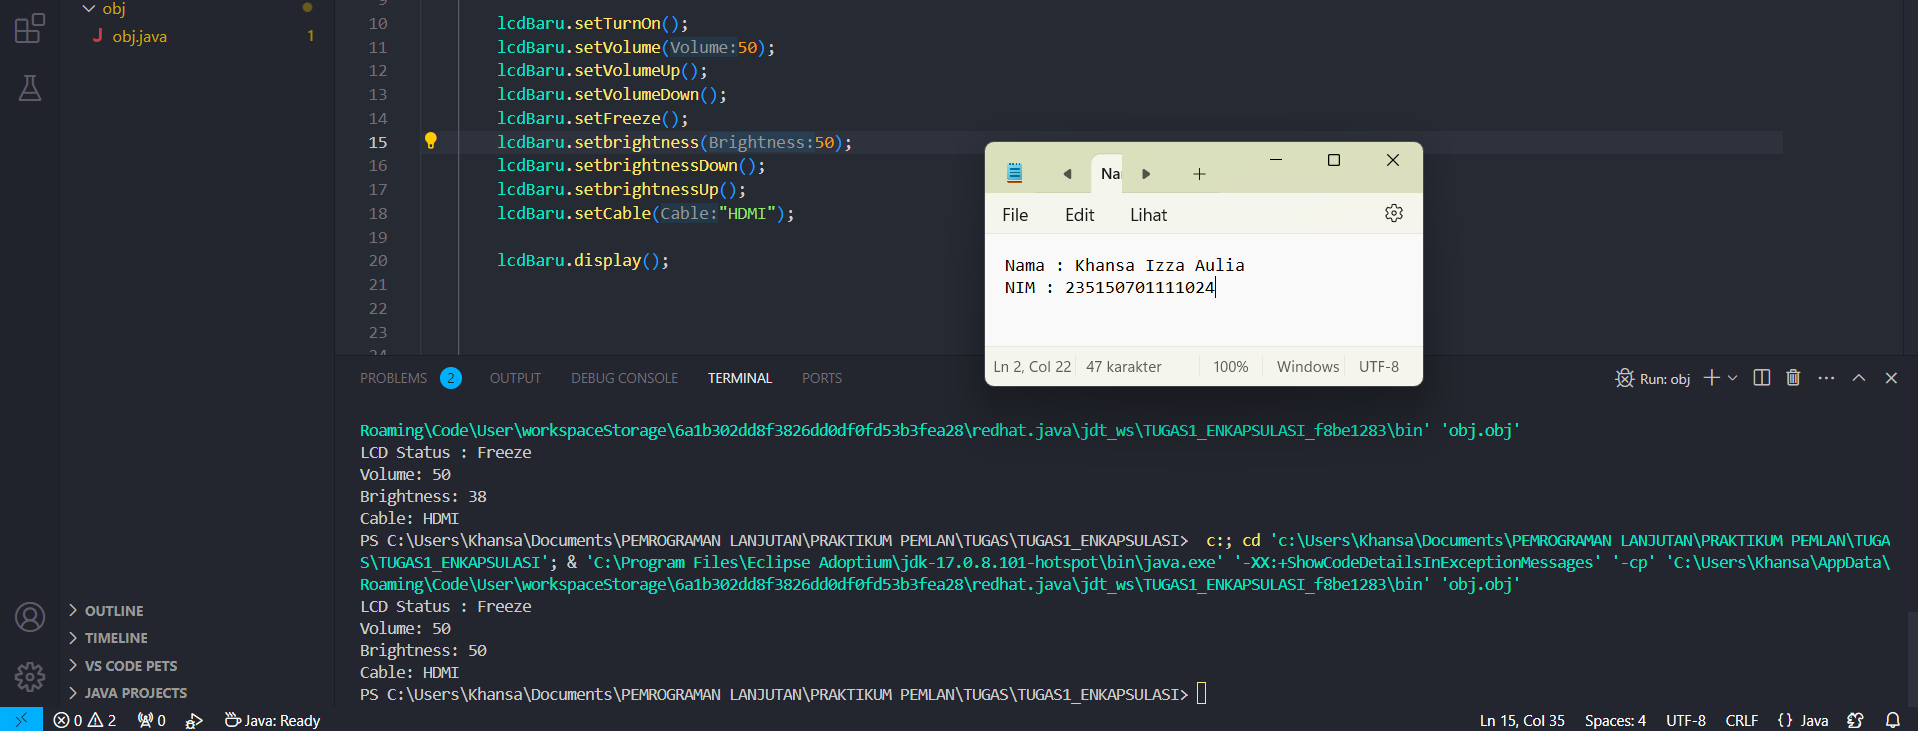 obj
J obj.java 1
9
10 lcdBaru.setTurnOn();
11 lcdBaru.setVolume(Volume:50);
12 lcdBaru.setVolumeUp();
13 lcdBaru.setVolumeDown();
14 lcdBaru.setFreeze();
15 lcdBaru.setbrightness(Brightness:50);
16 lcdBaru.setbrightnessDown();
17 lcdBaru.setbrightnessUp();
18 lcdBaru.setCable(Cable:"HDMI");
19
20 lcdBaru.display();
21
22
23
24
Na
File Edit Lihat
Nama : Khansa Izza Aulia
NIM : 235150701111024
Ln 2, Col 22 47 karakter 100% Windows UTF-8
PROBLEMS 2 OUTPUT DEBUG CONSOLE TERMINAL PORTS Run: obj
Roaming\Code\User\workspaceStorage\6a1b302dd8f3826dd0df0fd53b3fea28\redhat.java\jdt_ws\TUGAS1_ENKAPSULASI_f8be1283\bin' 'obj.obj'
LCD Status : Freeze
Volume: 50
Brightness: 38
Cable: HDMI
PS C:\Users\Khansa\Documents\PEMROGRAMAN LANJUTAN\PRAKTIKUM PEMLAN\TUGAS\TUGAS1_ENKAPSULASI> c:; cd 'c:\Users\Khansa\Documents\PEMROGRAMAN LANJUTAN\PRAKTIKUM PEMLAN\TUGA
S\TUGAS1_ENKAPSULASI'; & 'C:\Program Files\Eclipse Adoptium\jdk-17.0.8.101-hotspot\bin\java.exe' '-XX:+ShowCodeDetailsInExceptionMessages' '-cp' 'C:\Users\Khansa\AppData\
Roaming\Code\User\workspaceStorage\6a1b302dd8f3826dd0df0fd53b3fea28\redhat.java\jdt_ws\TUGAS1_ENKAPSULASI_f8be1283\bin' 'obj.obj'
LCD Status : Freeze
Volume: 50
Brightness: 50
Cable: HDMI
PS C:\Users\Khansa\Documents\PEMROGRAMAN LANJUTAN\PRAKTIKUM PEMLAN\TUGAS\TUGAS1_ENKAPSULASI>
OUTLINE
TIMELINE
VS CODE PETS
JAVA PROJECTS
0 2 0 Java: Ready Ln 15, Col 35 Spaces: 4 UTF-8 CRLF {} Java